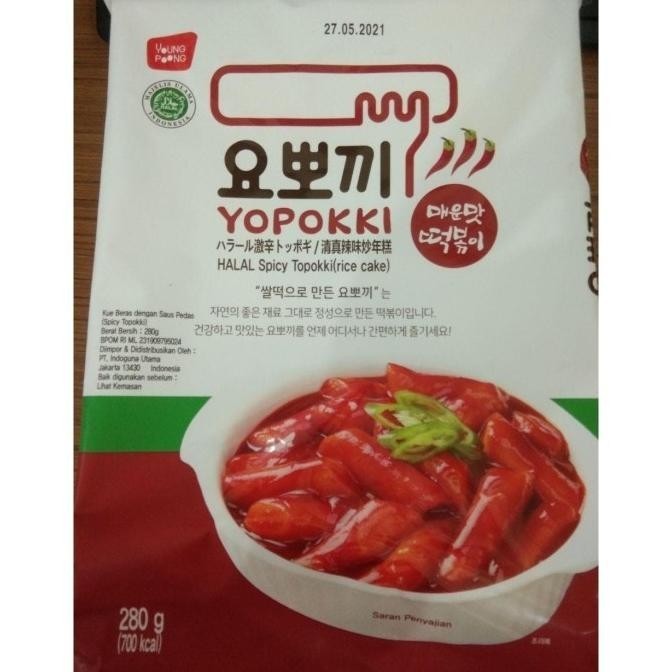 27.05.2021
YOUNG
POONG
MAJELIS ULAMA
HALAL
INDONESIA
요뽀끼
YOPOKKI
매운맛
떡볶이
ハラール激辛トッポギ/清真辣味炒年糕
HALAL Spicy Topokki(rice cake)
"쌀떡으로 만든 요뽀끼"는
자연의 좋은 재료 그대로 정성으로 만든 떡볶이입니다.
건강하고 맛있는 요뽀끼를 언제 어디서나 간편하게 즐기세요!
Kue Beras dengan Saus Pedas
(Spicy Topokki)
Berat Bersih : 280g
BPOM RI ML 231909795024
Diimpor & Didistribusikan Oleh :
PT. Indoguna Utama
Jakarta 13430 Indonesia
Baik digunakan sebelum :
Lihat Kemasan
280 g
(700 kcal)
Saran Penyajian